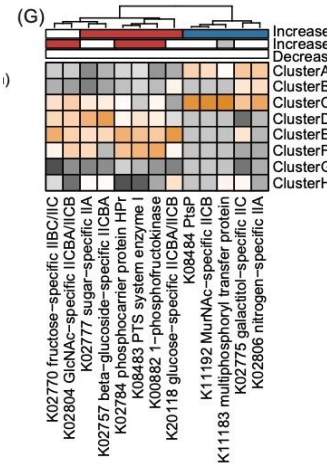 (G)
Increase
Increase
Decrease
ClusterA
ClusterB
ClusterC
ClusterD
ClusterE
ClusterF
ClusterG
ClusterH
K02770 fructose-specific IIBC/IIC
K02804 GlcNAc-specific IICBA/IICB
K02777 sugar-specific IIA
K02757 beta-glucoside-specific IICBA
K02784 phosphocarrier protein HPr
K08483 PTS system enzyme I
K00882 1-phosphofructokinase
K20118 glucose-specific IICBA/IICB
K08484 PtsP
K11192 MurNAc-specific IICB
K11183 multiphosphoryl transfer protein
K02775 galactitol-specific IIC
K02806 nitrogen-specific IIA